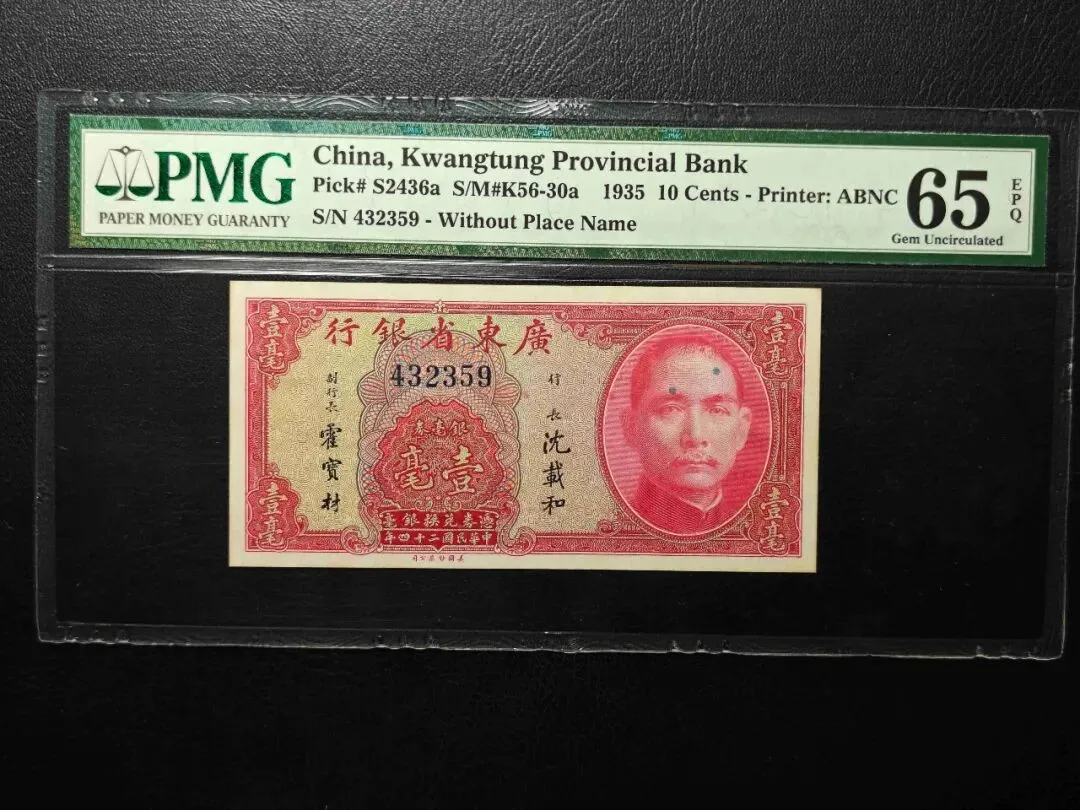 PMG
PAPER MONEY GUARANTY
China, Kwangtung Provincial Bank
Pick# S2436a S/M#K56-30a 1935 10 Cents - Printer: ABNC
S/N 432359 - Without Place Name
65
EPQ
Gem Uncirculated
廣東省銀行
壹毫
壹毫
432359
行長
沈載和
副行長
霍寶材
銀毫券
壹毫
憑券兌換銀毫
中華民國二十四年
壹毫
壹毫